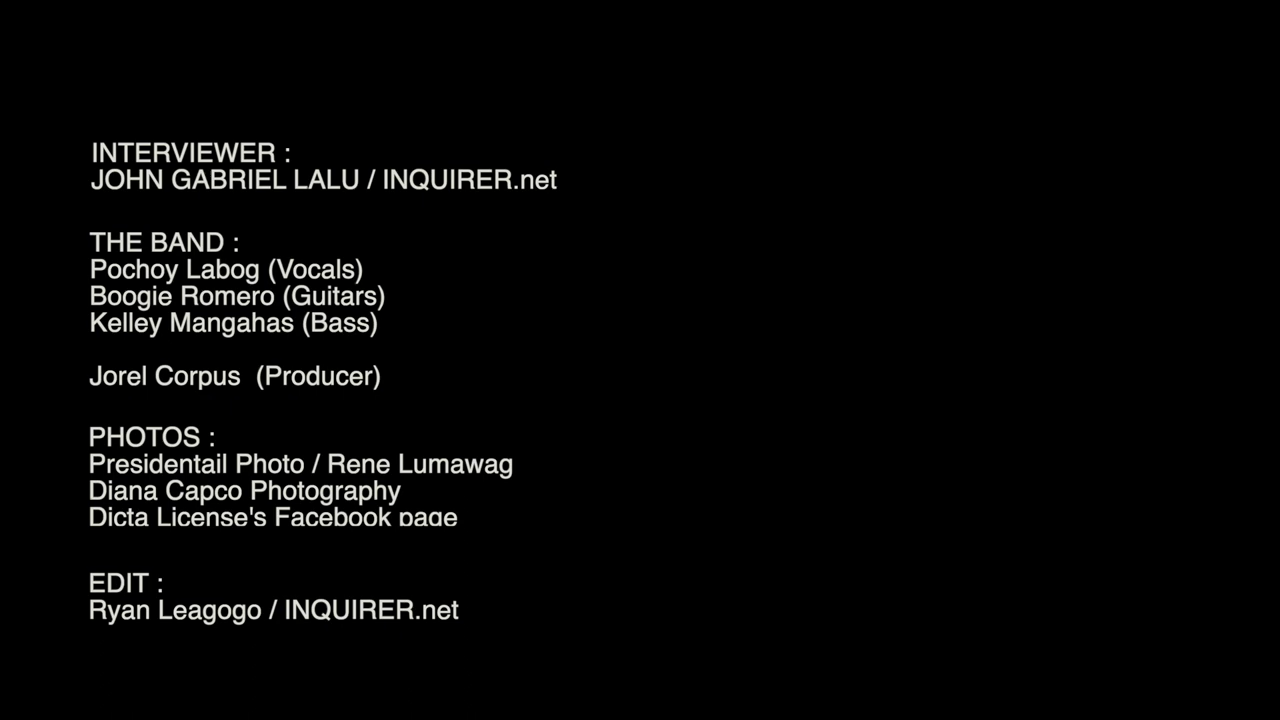 INTERVIEWER :
JOHN GABRIEL LALU / INQUIRER.net
THE BAND :
Pochoy Labog (Vocals)
Boogie Romero (Guitars)
Kelley Mangahas (Bass)
Jorel Corpus (Producer)
PHOTOS :
Presidentail Photo / Rene Lumawag
Diana Capco Photography
Dicta License's Facebook page
EDIT :
Ryan Leagogo / INQUIRER.net